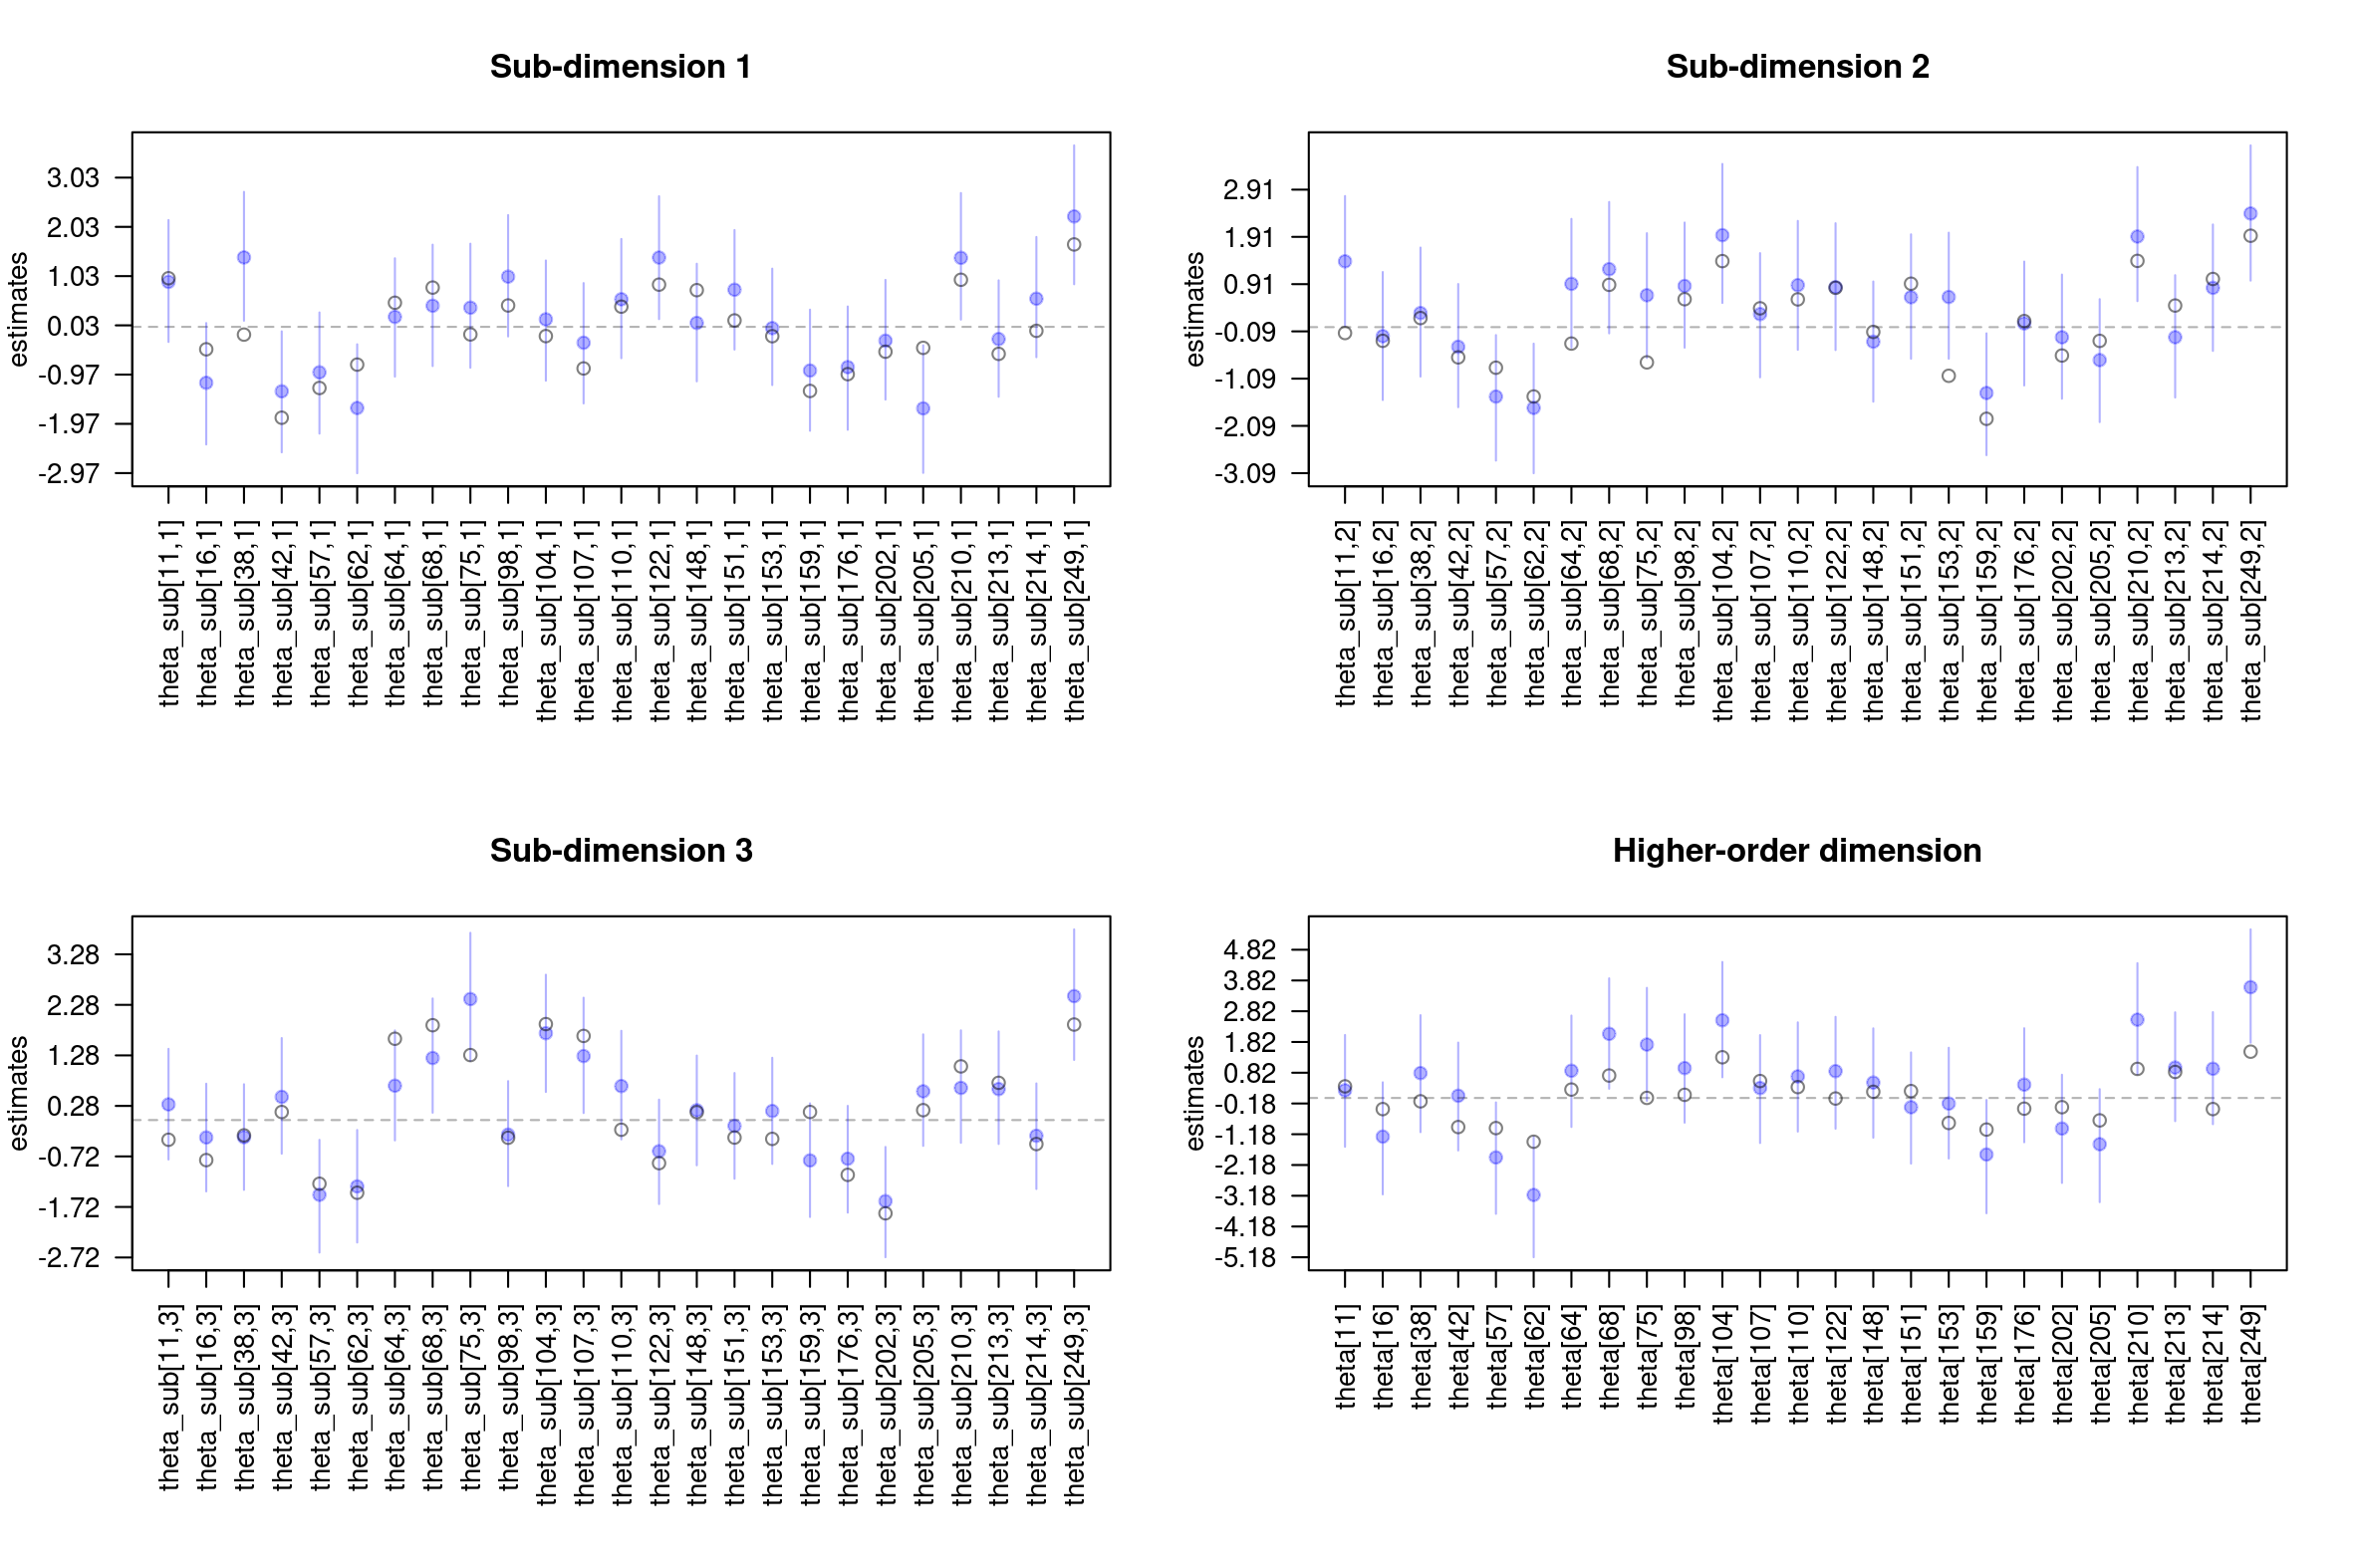 Sub-dimension 1
estimates
3.03
2.03
1.03
0.03
-0.97
-1.97
-2.97
theta_sub[11,1]
theta_sub[16,1]
theta_sub[38,1]
theta_sub[42,1]
theta_sub[57,1]
theta_sub[62,1]
theta_sub[64,1]
theta_sub[68,1]
theta_sub[75,1]
theta_sub[98,1]
theta_sub[104,1]
theta_sub[107,1]
theta_sub[110,1]
theta_sub[122,1]
theta_sub[148,1]
theta_sub[151,1]
theta_sub[153,1]
theta_sub[159,1]
theta_sub[176,1]
theta_sub[202,1]
theta_sub[205,1]
theta_sub[210,1]
theta_sub[213,1]
theta_sub[214,1]
theta_sub[249,1]
Sub-dimension 2
estimates
2.91
1.91
0.91
-0.09
-1.09
-2.09
-3.09
theta_sub[11,2]
theta_sub[16,2]
theta_sub[38,2]
theta_sub[42,2]
theta_sub[57,2]
theta_sub[62,2]
theta_sub[64,2]
theta_sub[68,2]
theta_sub[75,2]
theta_sub[98,2]
theta_sub[104,2]
theta_sub[107,2]
theta_sub[110,2]
theta_sub[122,2]
theta_sub[148,2]
theta_sub[151,2]
theta_sub[153,2]
theta_sub[159,2]
theta_sub[176,2]
theta_sub[202,2]
theta_sub[205,2]
theta_sub[210,2]
theta_sub[213,2]
theta_sub[214,2]
theta_sub[249,2]
Sub-dimension 3
estimates
3.28
2.28
1.28
0.28
-0.72
-1.72
-2.72
theta_sub[11,3]
theta_sub[16,3]
theta_sub[38,3]
theta_sub[42,3]
theta_sub[57,3]
theta_sub[62,3]
theta_sub[64,3]
theta_sub[68,3]
theta_sub[75,3]
theta_sub[98,3]
theta_sub[104,3]
theta_sub[107,3]
theta_sub[110,3]
theta_sub[122,3]
theta_sub[148,3]
theta_sub[151,3]
theta_sub[153,3]
theta_sub[159,3]
theta_sub[176,3]
theta_sub[202,3]
theta_sub[205,3]
theta_sub[210,3]
theta_sub[213,3]
theta_sub[214,3]
theta_sub[249,3]
Higher-order dimension
estimates
4.82
3.82
2.82
1.82
0.82
-0.18
-1.18
-2.18
-3.18
-4.18
-5.18
theta[11]
theta[16]
theta[38]
theta[42]
theta[57]
theta[62]
theta[64]
theta[68]
theta[75]
theta[98]
theta[104]
theta[107]
theta[110]
theta[122]
theta[148]
theta[151]
theta[153]
theta[159]
theta[176]
theta[202]
theta[205]
theta[210]
theta[213]
theta[214]
theta[249]